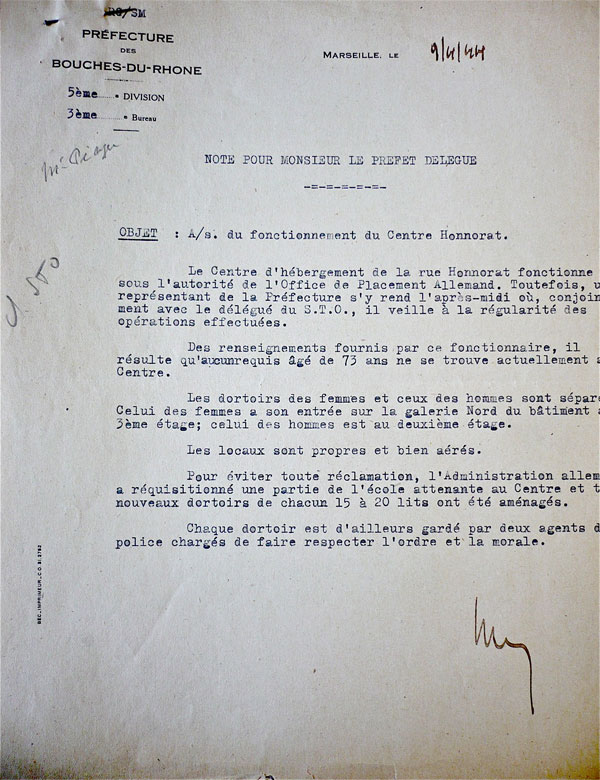 RG/SM
PRÉFECTURE
DES
BOUCHES-DU-RHONE
5ème • DIVISION
3ème • Bureau
MARSEILLE, LE 9/4/44
NOTE POUR MONSIEUR LE PREFET DELEGUE
-=-=-=-=-=-
OBJET : A/s. du fonctionnement du Centre Honnorat.
Le Centre d'hébergement de la rue Honnorat fonctionne
sous l'autorité de l'Office de Placement Allemand. Toutefois, u
représentant de la Préfecture s'y rend l'après-midi où, conjoin
ment avec le délégué du S.T.O., il veille à la régularité des
opérations effectuées.
Des renseignements fournis par ce fonctionnaire, il
résulte qu'aucunrequis âgé de 73 ans ne se trouve actuellement a
Centre.
Les dortoirs des femmes et ceux des hommes sont sépar
Celui des femmes a son entrée sur la galerie Nord du bâtiment a
3ème étage; celui des hommes est au deuxième étage.
Les locaux sont propres et bien aérés.
Pour éviter toute réclamation, l'Administration allem
a réquisitionné une partie de l'école attenante au Centre et t
nouveaux dortoirs de chacun 15 à 20 lits ont été aménagés.
Chaque dortoir est d'ailleurs gardé par deux agents d
police chargés de faire respecter l'ordre et la morale.